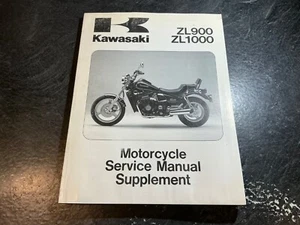 Kawasaki
ZL900
ZL1000
Motorcycle
Service Manual
Supplement